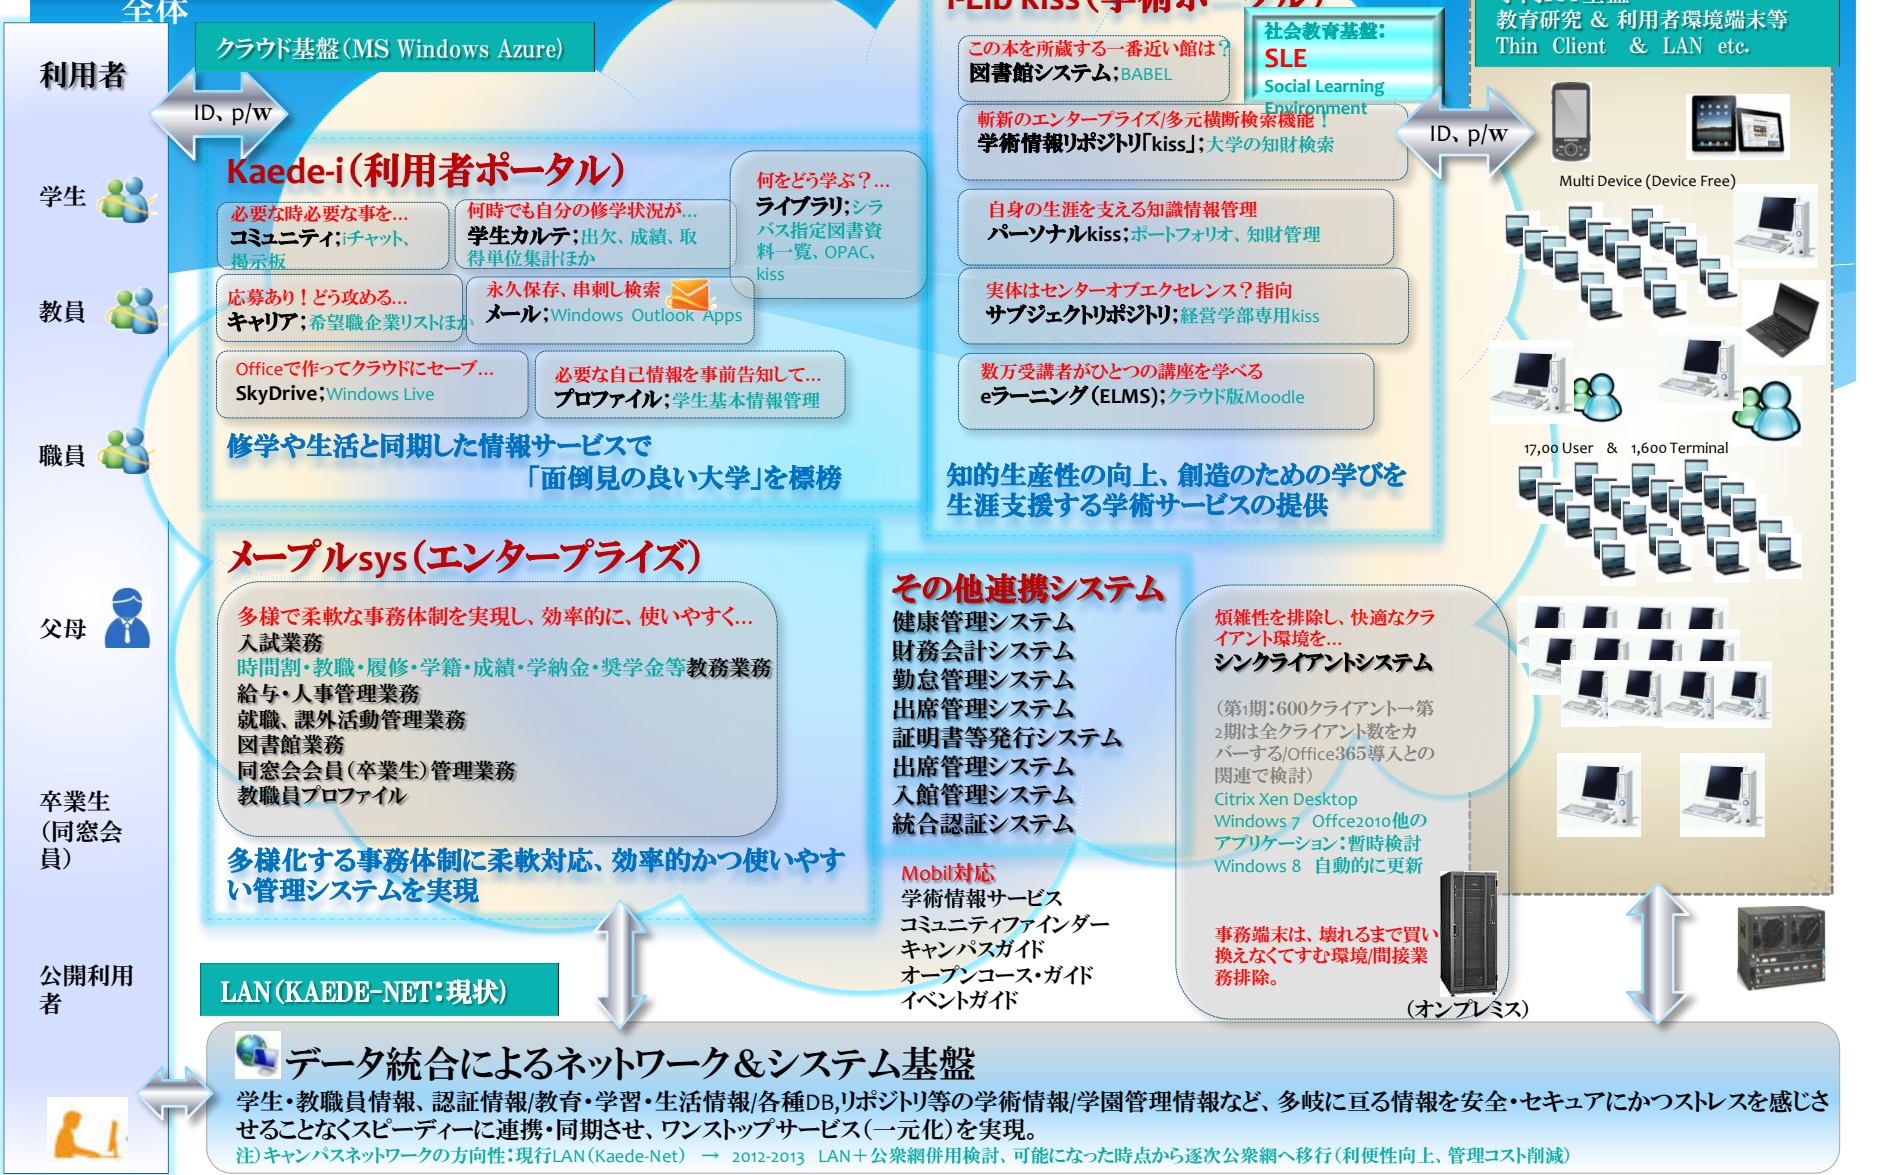 全体
利用者
学生
教員
職員
父母
卒業生
(同窓会
員)
公開利用
者
クラウド基盤(MS Windows Azure)
ID、p/w
Kaede-i(利用者ポータル)
必要な時必要な事を…
コミュニティ;iチャット、
掲示板
何時でも自分の修学状況が…
学生カルテ;出欠、成績、取
得単位集計ほか
何をどう学ぶ?…
ライブラリ;シラ
バス指定図書資
料一覧、OPAC、
kiss
応募あり!どう攻める…
キャリア;希望職企業リストほか
永久保存、串刺し検索
メール;Windows Outlook Apps
Officeで作ってクラウドにセーブ…
SkyDrive;Windows Live
必要な自己情報を事前告知して…
プロファイル;学生基本情報管理
修学や生活と同期した情報サービスで
「面倒見の良い大学」を標榜
i-Lib kiss(学術ポータル)
この本を所蔵する一番近い館は?
図書館システム;BABEL
社会教育基盤:
SLE
Social Learning
Environment
斬新のエンタープライズ/多元横断検索機能!
学術情報リポジトリ「kiss」;大学の知財検索
自身の生涯を支える知識情報管理
パーソナルkiss;ポートフォリオ、知財管理
実体はセンターオブエクセレンス?指向
サブジェクトリポジトリ;経営学部専用kiss
数万受講者がひとつの講座を学べる
eラーニング(ELMS);クラウド版Moodle
知的生産性の向上、創造のための学びを
生涯支援する学術サービスの提供
ID、p/w
教育研究 & 利用者環境端末等
Thin Client & LAN etc.
Multi Device (Device Free)
17,00 User & 1,600 Terminal
メープルsys(エンタープライズ)
多様で柔軟な事務体制を実現し、効率的に、使いやすく…
入試業務
時間割・教職・履修・学籍・成績・学納金・奨学金等教務業務
給与・人事管理業務
就職、課外活動管理業務
図書館業務
同窓会会員(卒業生)管理業務
教職員プロファイル
多様化する事務体制に柔軟対応、効率的かつ使いやす
い管理システムを実現
その他連携システム
健康管理システム
財務会計システム
勤怠管理システム
出席管理システム
証明書等発行システム
出席管理システム
入館管理システム
統合認証システム
Mobil対応
学術情報サービス
コミュニティファインダー
キャンパスガイド
オープンコース・ガイド
イベントガイド
煩雑性を排除し、快適なクラ
イアント環境を…
シンクライアントシステム
(第1期:600クライアント→第
2期は全クライアント数をカ
バーする/Office365導入との
関連で検討)
Citrix Xen Desktop
Windows 7 Offce2010他の
アプリケーション:暫時検討
Windows 8 自動的に更新
事務端末は、壊れるまで買い
換えなくてすむ環境/間接業
務排除。
(オンプレミス)
LAN(KAEDE-NET:現状)
データ統合によるネットワーク&システム基盤
学生・教職員情報、認証情報/教育・学習・生活情報/各種DB,リポジトリ等の学術情報/学園管理情報など、多岐に亘る情報を安全・セキュアにかつストレスを感じさ
せることなくスピーディーに連携・同期させ、ワンストップサービス(一元化)を実現。
注)キャンパスネットワークの方向性:現行LAN(Kaede-Net) → 2012-2013 LAN+公衆網併用検討、可能になった時点から逐次公衆網へ移行(利便性向上、管理コスト削減)